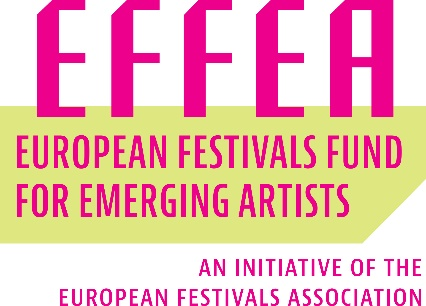 EFFEA
EUROPEAN FESTIVALS FUND
FOR EMERGING ARTISTS
AN INITIATIVE OF THE
EUROPEAN FESTIVALS ASSOCIATION